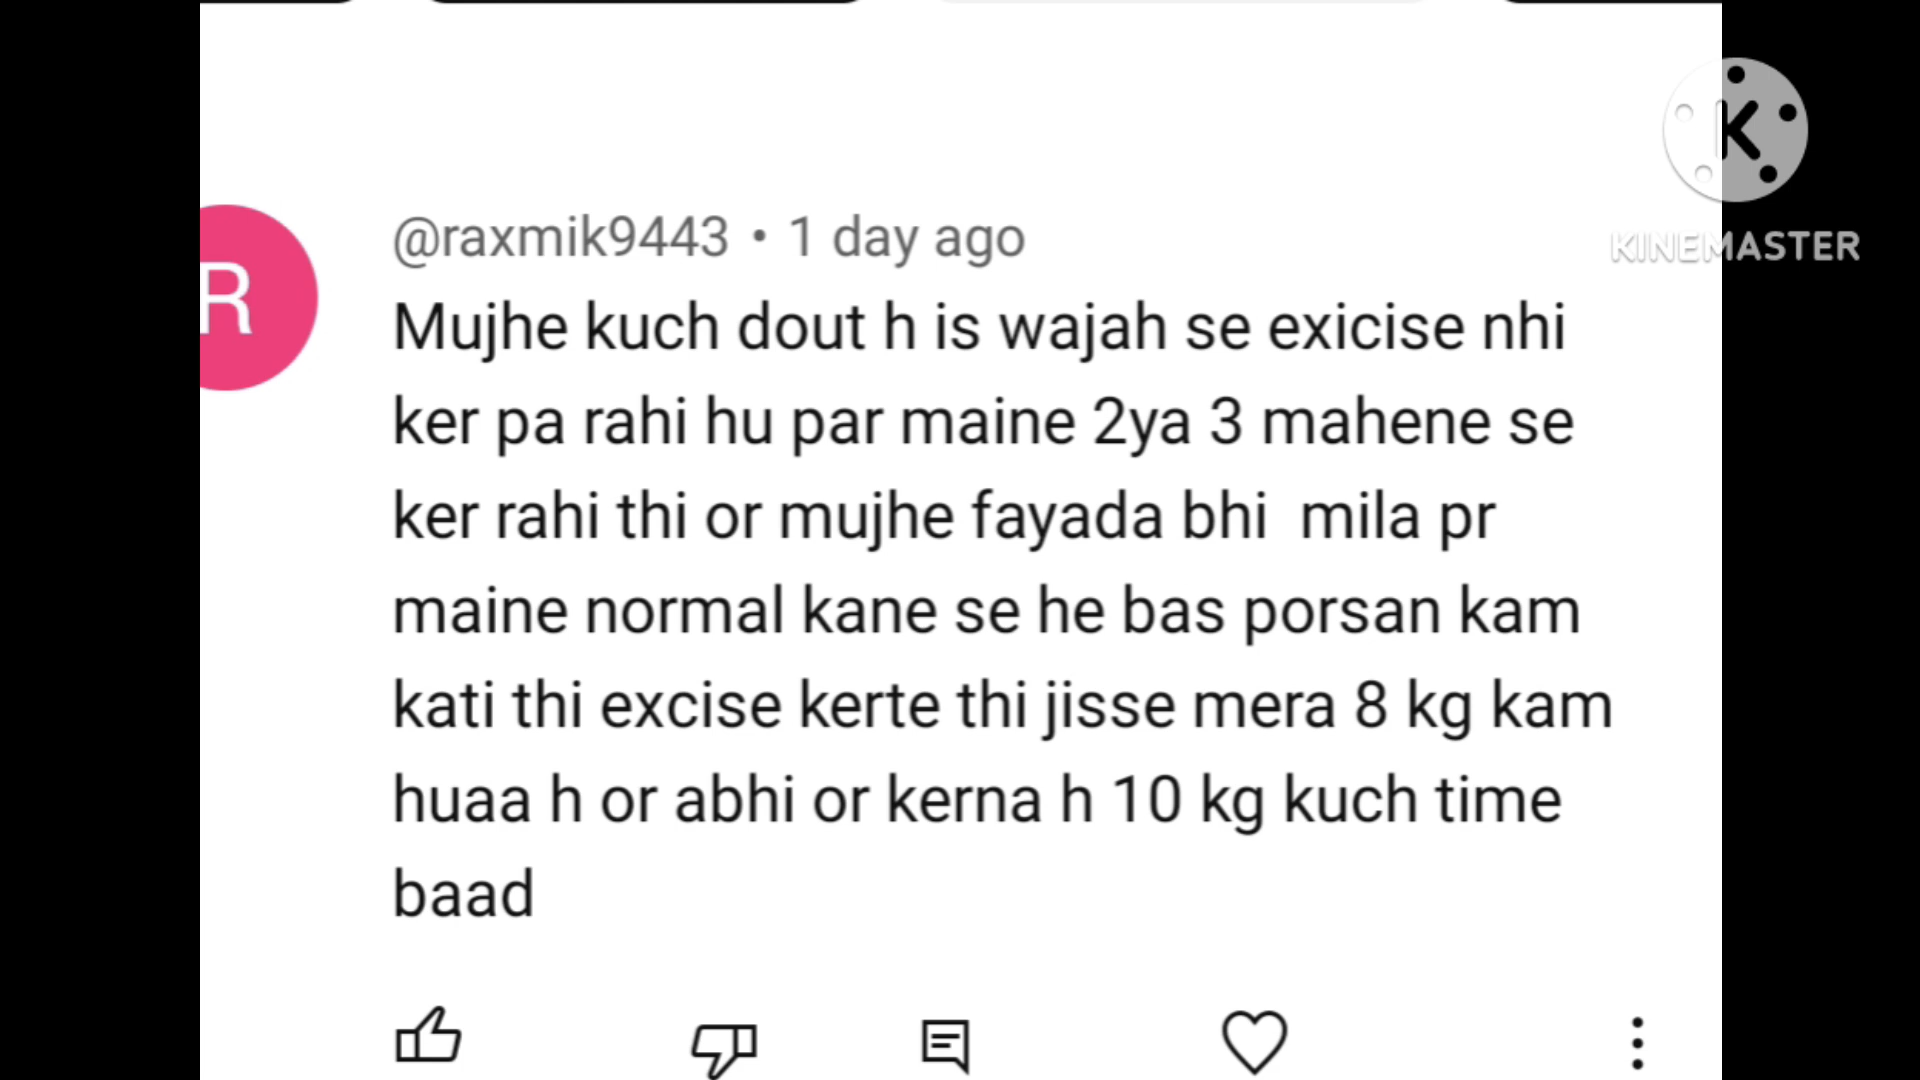 K
KINEMASTER
R
@raxmik9443 • 1 day ago
Mujhe kuch dout h is wajah se exicise nhi
ker pa rahi hu par maine 2ya 3 mahene se
ker rahi thi or mujhe fayada bhi  mila pr
maine normal kane se he bas porsan kam
kati thi excise kerte thi jisse mera 8 kg kam
huaa h or abhi or kerna h 10 kg kuch time
baad